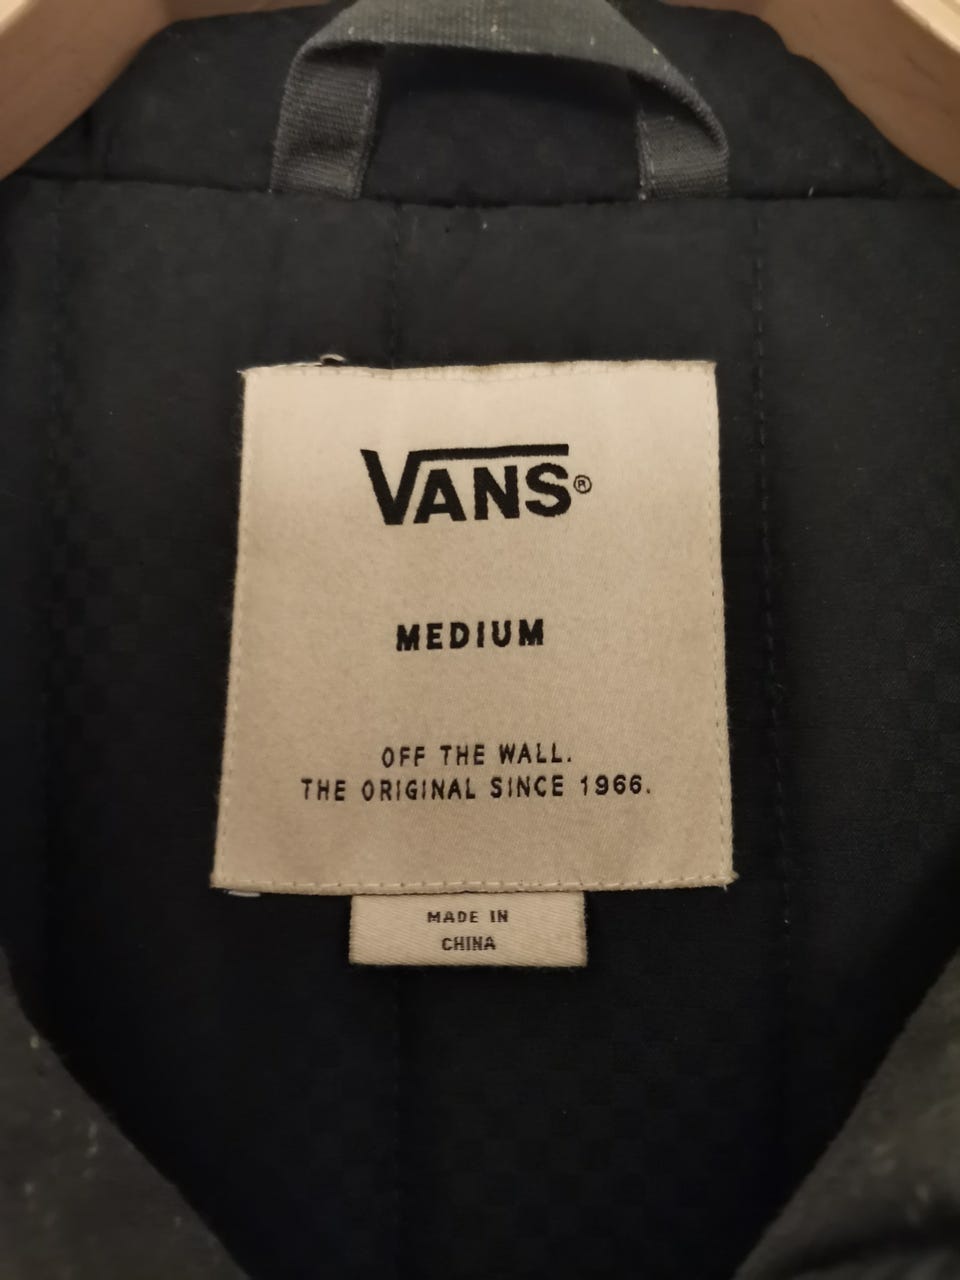 VANS®
MEDIUM
OFF THE WALL.
THE ORIGINAL SINCE 1966.
MADE IN
CHINA